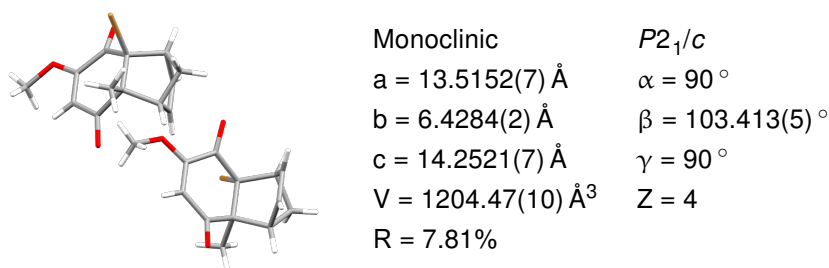 Monoclinic P2₁/c
a = 13.5152(7) Å α = 90 °
b = 6.4284(2) Å β = 103.413(5) °
c = 14.2521(7) Å γ = 90 °
V = 1204.47(10) Å³ Z = 4
R = 7.81%